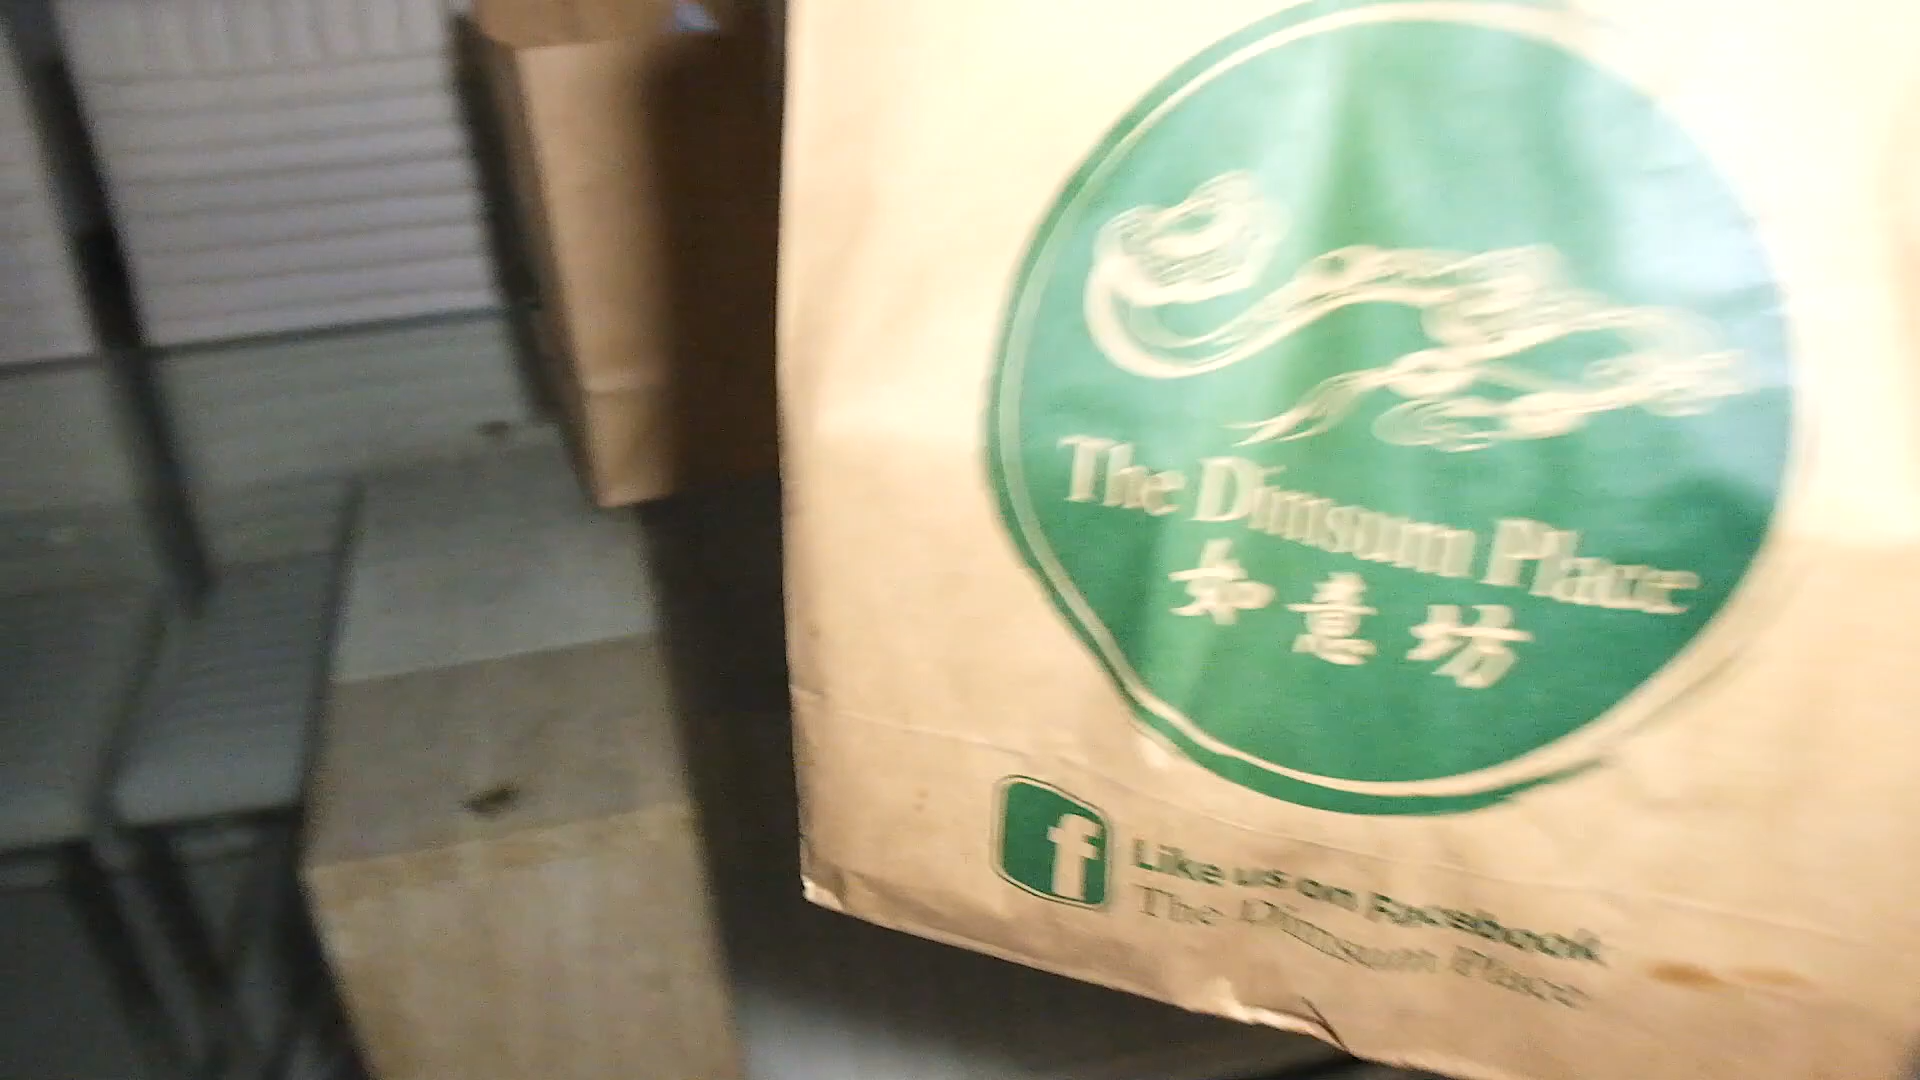 The Dimsum Place
如意坊
f
Like us on Facebook
The Dimsum Place